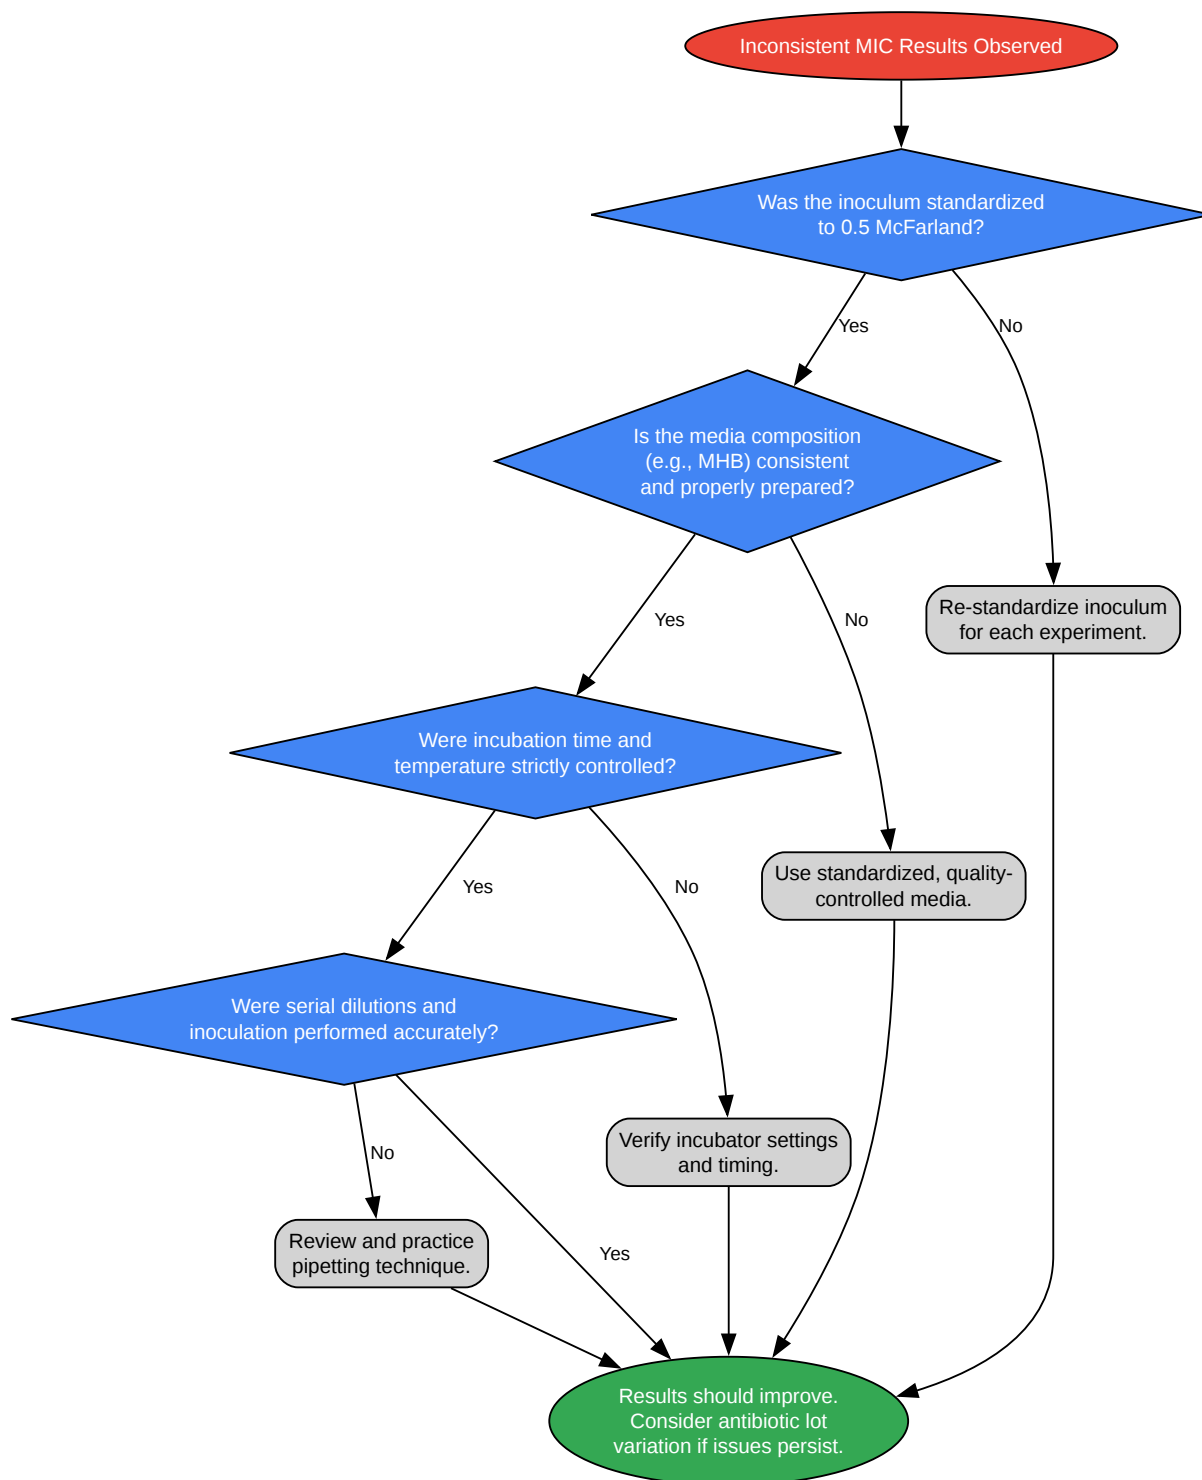 Inconsistent MIC Results Observed
Was the inoculum standardized
to 0.5 McFarland?
Yes
No
Is the media composition
(e.g., MHB) consistent
and properly prepared?
Re-standardize inoculum
for each experiment.
Yes
No
Were incubation time and
temperature strictly controlled?
Use standardized, quality-
controlled media.
Yes
No
Were serial dilutions and
inoculation performed accurately?
Verify incubator settings
and timing.
No
Yes
Review and practice
pipetting technique.
Results should improve.
Consider antibiotic lot
variation if issues persist.